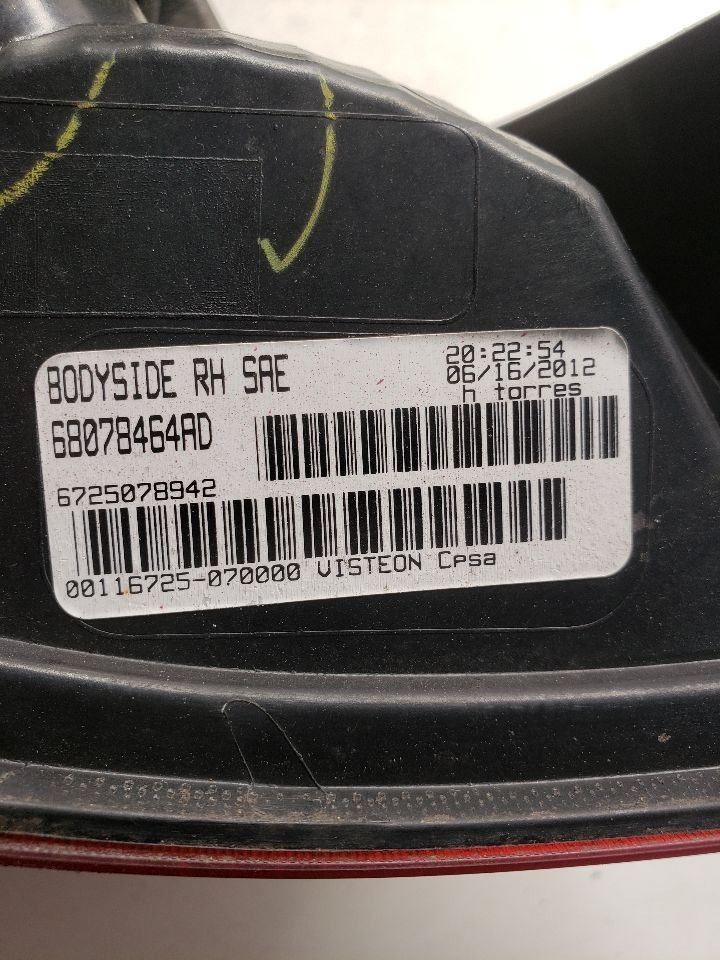 BODYSIDE RH SAE
20:22:54
06/16/2012
h torres
68078464AD
6725078942
00116725-070000 VISTEON Cpsa